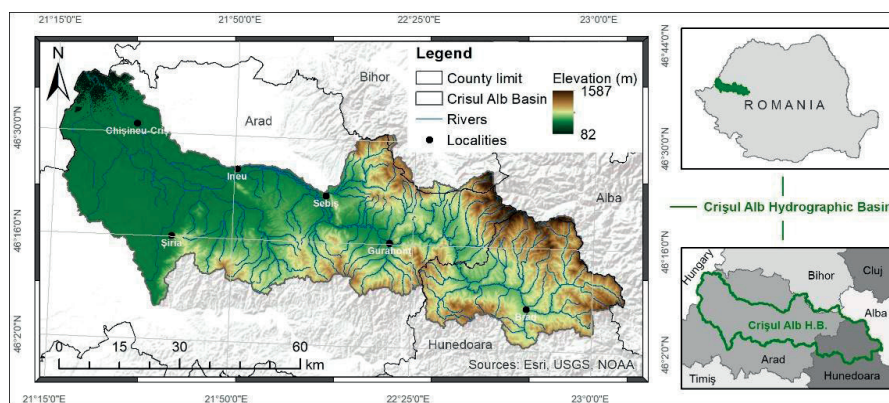 21°15'0"E
21°50'0"E
22°25'0"E
23°0'0"E
N
Legend
County limit
Crisul Alb Basin
Rivers
Localities
Elevation (m)
1587
82
Bihor
Arad
Alba
Hunedoara
Chișineu-Criș
Ineu
Sebiș
Șiria
Gurahonț
46°30'0"N
46°16'0"N
46°2'0"N
0 15 30 60
km
Sources: Esri, USGS, NOAA
21°15'0"E
21°50'0"E
22°25'0"E
23°0'0"E
46°44'0"N
46°30'0"N
46°16'0"N
46°2'0"N
ROMANIA
Crişul Alb Hydrographic Basin
Hungary
Bihor
Cluj
Alba
Crişul Alb H.B.
Arad
Timiş
Hunedoara